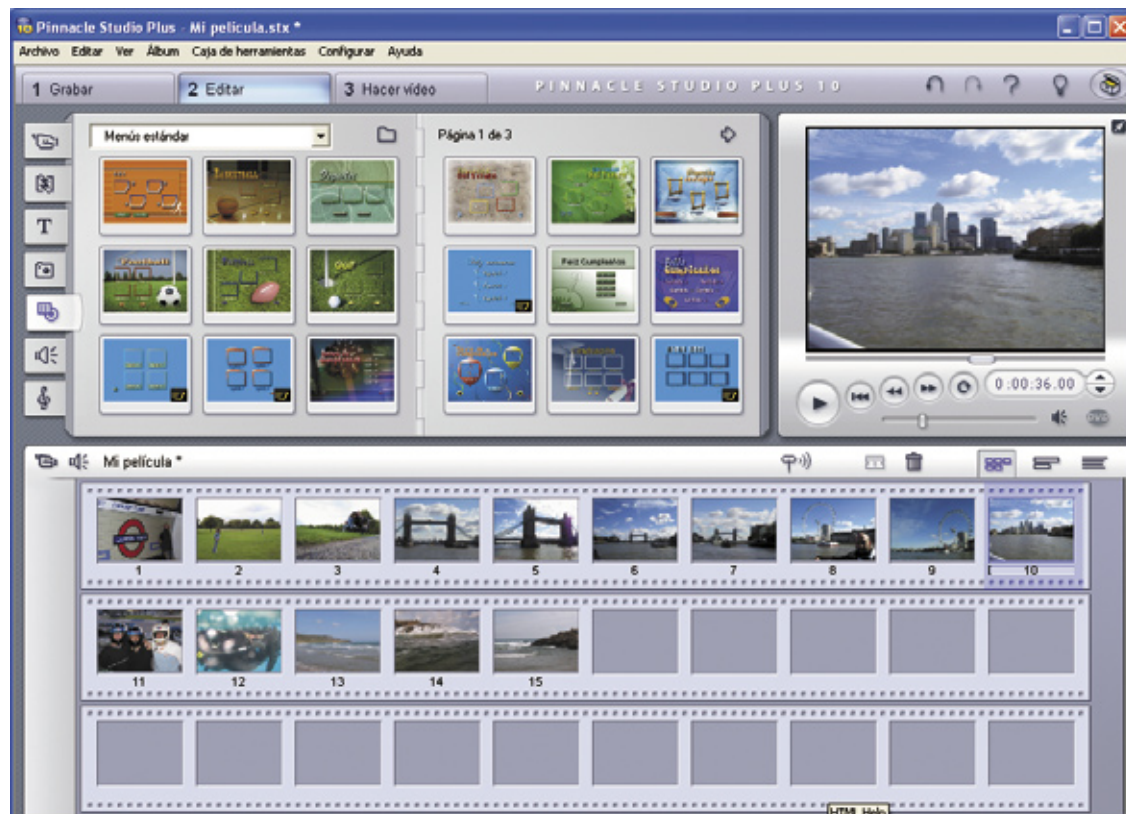 Pinnacle Studio Plus - Mi película.stx *
Archivo Editar Ver Álbum Caja de herramientas Configurar Ayuda
1 Grabar 2 Editar 3 Hacer vídeo PINNACLE STUDIO PLUS 10
Menús estándar Página 1 de 3
Football
Golf
Feliz Cumpleaños
Cumpleaños
0:00:36.00
Mi película *
1 2 3 4 5 6 7 8 9 10
11 12 13 14 15
HTML Help